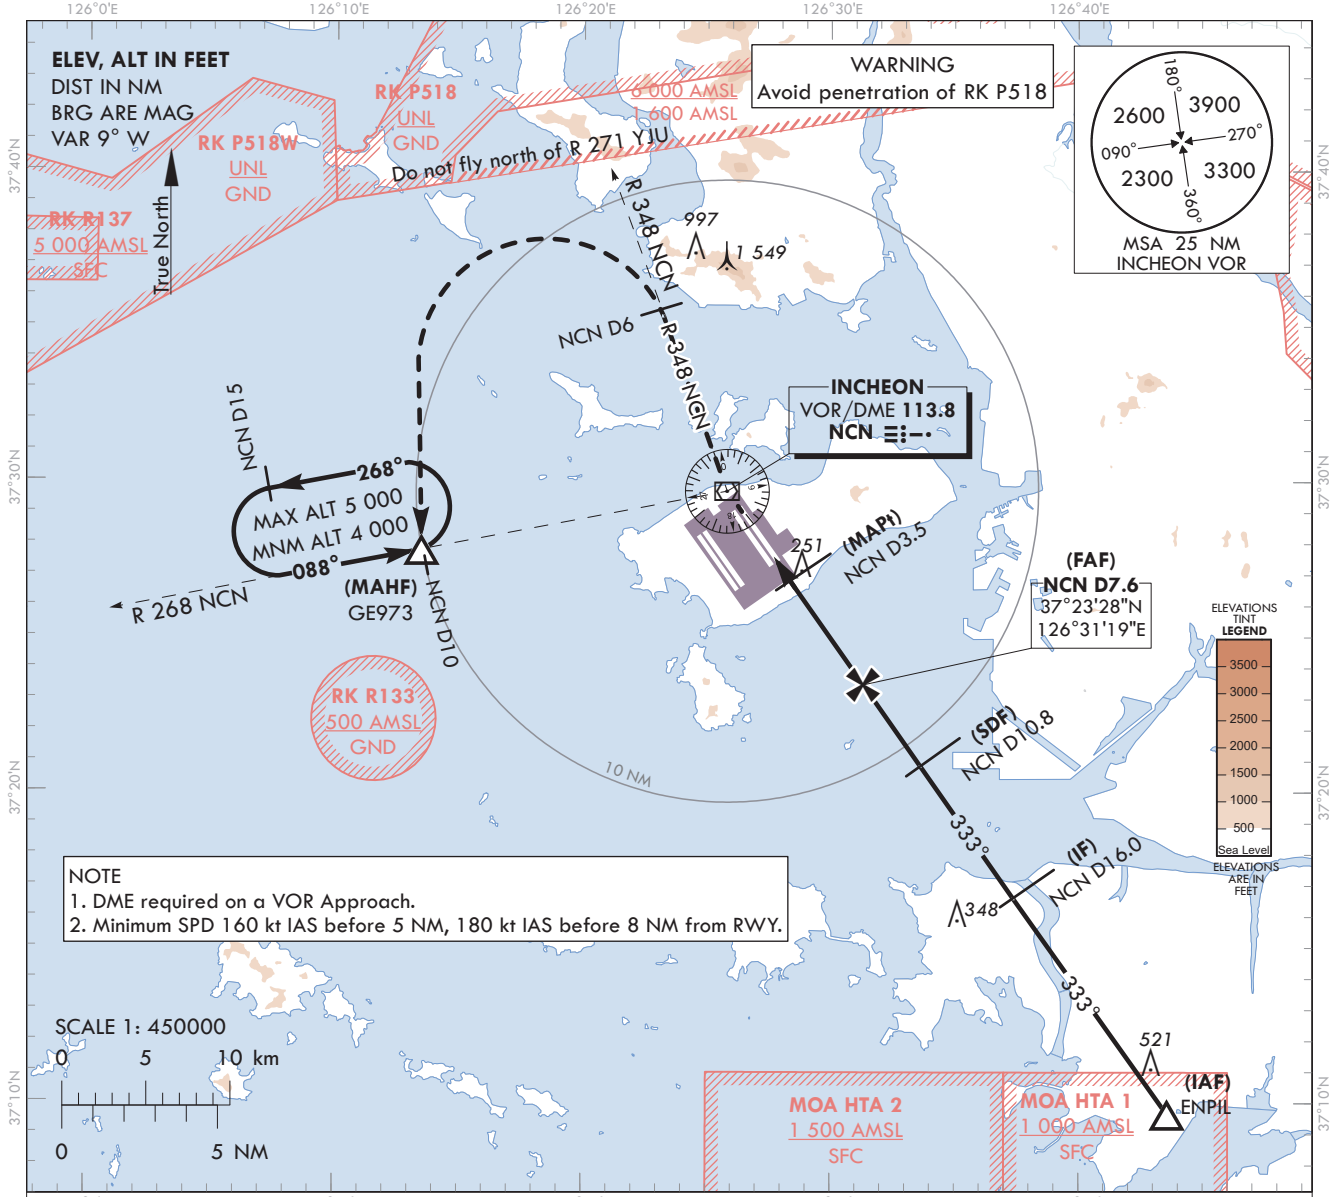 126°0'E
126°10'E
126°20'E
126°30'E
126°40'E
ELEV, ALT IN FEET
DIST IN NM
BRG ARE MAG
VAR 9° W
RK P518
UNL
GND
RK P518W
UNL
GND
6 000 AMSL
1 600 AMSL
WARNING
Avoid penetration of RK P518
180°
2600
3900
270°
090°
2300
3300
360°
MSA 25 NM
INCHEON VOR
37°40'N
37°40'N
Do not fly north of R 271 YJU
RK R137
5 000 AMSL
SFC
True North
R 348 NCN
997
1 549
NCN D6
R 348 NCN
INCHEON
VOR/DME 113.8
NCN
NCN D15
268°
MAX ALT 5 000
MNM ALT 4 000
088°
37°30'N
37°30'N
R 268 NCN
(MAHF)
GE973
NCN D10
251
(MAPt)
NCN D3.5
(FAF)
NCN D7.6
37°23'28"N
126°31'19"E
RK R133
500 AMSL
GND
ELEVATIONS
TINT
LEGEND
3500
3000
2500
2000
1500
1000
500
Sea Level
ELEVATIONS
ARE IN
FEET
(SDF)
NCN D10.8
10 NM
37°20'N
37°20'N
333°
(IF)
NCN D16.0
348
NOTE
1. DME required on a VOR Approach.
2. Minimum SPD 160 kt IAS before 5 NM, 180 kt IAS before 8 NM from RWY.
333°
SCALE 1: 450000
0 5 10 km
0 5 NM
521
(IAF)
ENPIL
MOA HTA 2
1 500 AMSL
SFC
MOA HTA 1
1 000 AMSL
SFC
37°10'N
37°10'N